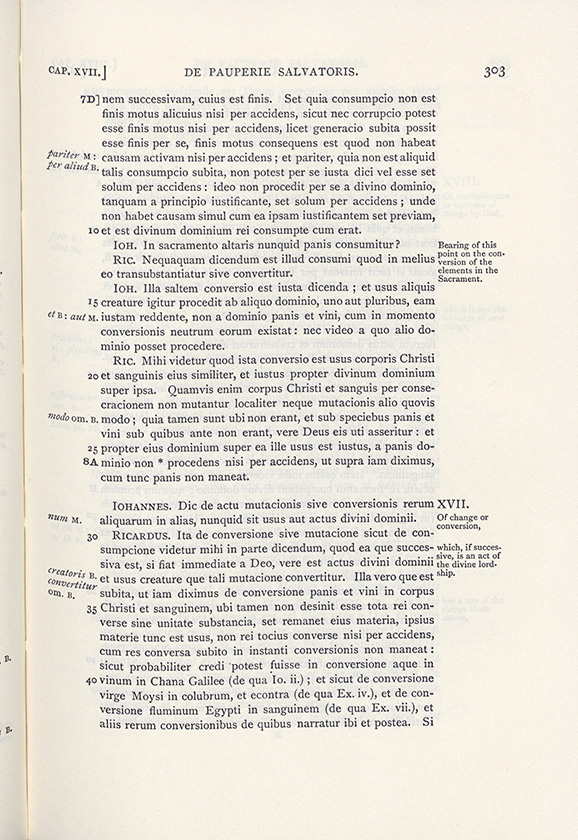 CAP. XVII.] DE PAUPERIE SALVATORIS. 303
7D] nem successivam, cuius est finis. Set quia consumpcio non est
finis motus alicuius nisi per accidens, sicut nec corrupcio potest
esse finis motus nisi per accidens, licet generacio subita possit
esse finis per se, finis motus consequens est quod non habeat
pariter M: causam activam nisi per accidens; et pariter, quia non est aliquid
per aliud B. talis consumpcio subita, non potest per se iusta dici vel esse set
solum per accidens: ideo non procedit per se a divino dominio,
tanquam a principio iustificante, set solum per accidens; unde
non habet causam simul cum ea ipsam iustificantem set previam,
10 et est divinum dominium rei consumpte cum erat.
IOH. In sacramento altaris nunquid panis consumitur? Bearing of this
RIC. Nequaquam dicendum est illud consumi quod in melius point on the con-
eo transubstantiatur sive convertitur. version of the
elements in the
Sacrament.
IOH. Illa saltem conversio est iusta dicenda; et usus aliquis
15 creature igitur procedit ab aliquo dominio, uno aut pluribus, eam
et B: aut M. iustam reddente, non a dominio panis et vini, cum in momento
conversionis neutrum eorum existat: nec video a quo alio do-
minio posset procedere.
RIC. Mihi videtur quod ista conversio est usus corporis Christi
20 et sanguinis eius similiter, et iustus propter divinum dominium
super ipsa. Quamvis enim corpus Christi et sanguis per conse-
cracionem non mutantur localiter neque mutacionis alio quovis
modo om. B. modo; quia tamen sunt ubi non erant, et sub speciebus panis et
vini sub quibus ante non erant, vere Deus eis uti asseritur: et
25 propter eius dominium super ea ille usus est iustus, a panis do-
8A minio non * procedens nisi per accidens, ut supra iam diximus,
cum tunc panis non maneat.
IOHANNES. Dic de actu mutacionis sive conversionis rerum XVII.
num M. aliquarum in alias, nunquid sit usus aut actus divini dominii. Of change or
conversion,
30 RICARDUS. Ita de conversione sive mutacione sicut de con-
sumpcione videtur mihi in parte dicendum, quod ea que succes- which, if succes-
siva est, si fiat immediate a Deo, vere est actus divini dominii sive, is an act of
the divine lord-
creatoris B. et usus creature que tali mutacione convertitur. Illa vero que est ship.
convertitur
om. B. subita, ut iam diximus de conversione panis et vini in corpus
35 Christi et sanguinem, ubi tamen non desinit esse tota rei con-
verse sine unitate substancia, set remanet eius materia, ipsius
materie tunc est usus, non rei tocius converse nisi per accidens,
cum res conversa subito in instanti conversionis non maneat:
sicut probabiliter credi potest fuisse in conversione aque in
40 vinum in Chana Galilee (de qua Io. ii.); et sicut de conversione
virge Moysi in colubrum, et econtra (de qua Ex. iv.), et de con-
versione fluminum Egypti in sanguinem (de qua Ex. vii.), et
aliis rerum conversionibus de quibus narratur ibi et postea. Si
B.
B.